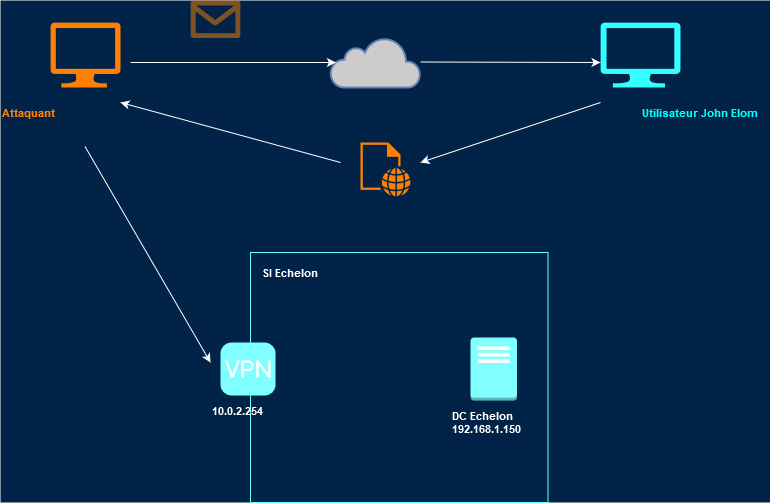 Attaquant
Utilisateur John Elom
SI Echelon
VPN
10.0.2.254
DC Echelon
192.168.1.150